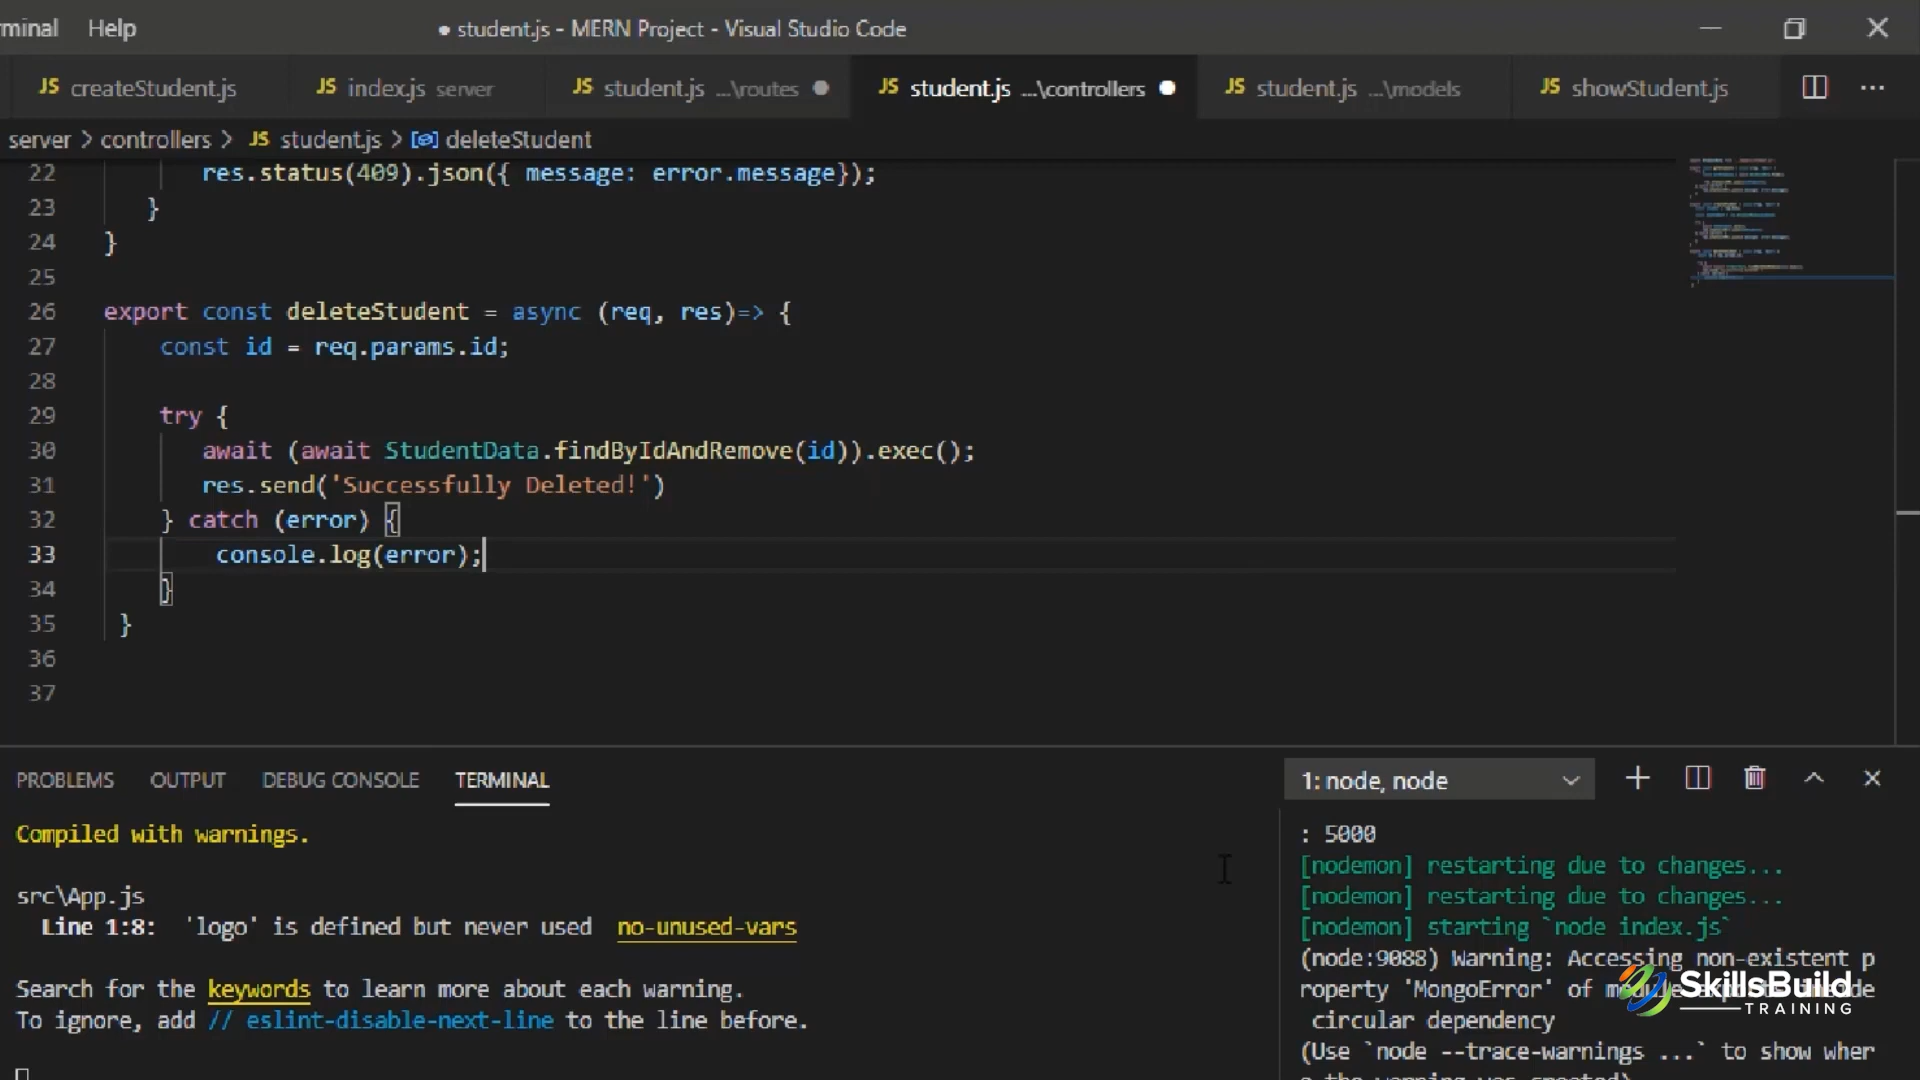 rminal Help
● student.js - MERN Project - Visual Studio Code
JS createStudent.js JS index.js server JS student.js ...\routes JS student.js ...\controllers JS student.js ...\models JS showStudent.js
server > controllers > JS student.js > deleteStudent
22 res.status(409).json({ message: error.message});
23 }
24 }
25
26 export const deleteStudent = async (req, res)=> {
27 const id = req.params.id;
28
29 try {
30 await (await StudentData.findByIdAndRemove(id)).exec();
31 res.send('Successfully Deleted!')
32 } catch (error) {
33 console.log(error);
34 }
35 }
36
37
PROBLEMS OUTPUT DEBUG CONSOLE TERMINAL
1: node, node
Compiled with warnings.
src\App.js
Line 1:8: 'logo' is defined but never used no-unused-vars
Search for the keywords to learn more about each warning.
To ignore, add // eslint-disable-next-line to the line before.
: 5000
[nodemon] restarting due to changes...
[nodemon] restarting due to changes...
[nodemon] starting `node index.js`
(node:9088) Warning: Accessing non-existent p
roperty 'MongoError' of
circular dependency
(Use `node --trace-warnings ...` to show wher
SkillsBuild
TRAINING